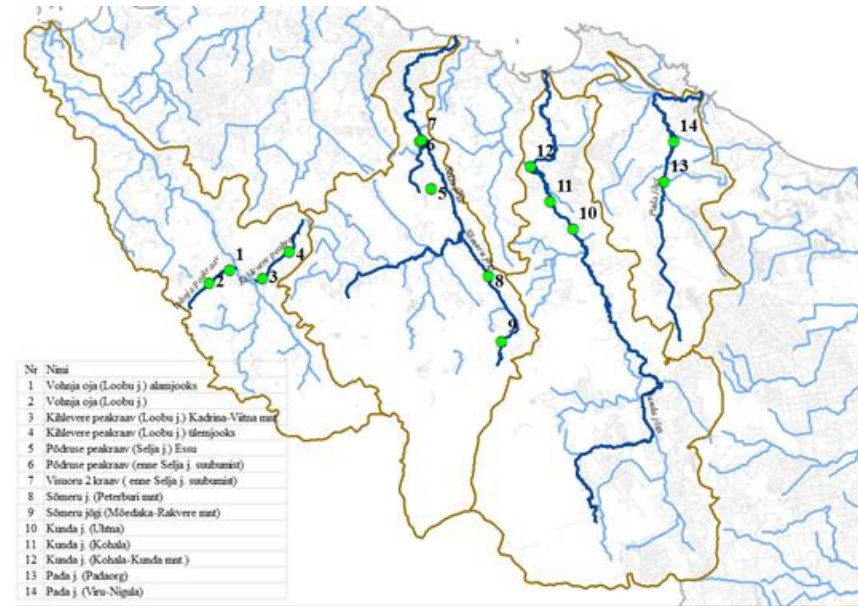 7
6
5
12
11
10
14
13
Pada jõgi
1
2
3
4
8
9
Nr Nimi
1 Vohnja oja (Loobu j.) alamjooks
2 Vohnja oja (Loobu j.)
3 Kihlevere peakraav (Loobu j.) Kadrina-Viitna mnt
4 Kihlevere peakraav (Loobu j.) ülemjooks
5 Põdruse peakraav (Selja j.) Essu
6 Põdruse peakraav (enne Selja j. suubumist)
7 Visuoru 2 kraav ( enne Selja j. suubumist)
8 Sõmeru j. (Peterburi mnt)
9 Sõmeru jõgi (Mõedaka-Rakvere mnt)
10 Kunda j. (Uhtna)
11 Kunda j. (Kohala)
12 Kunda j. (Kohala-Kunda mnt.)
13 Pada j. (Padaorg)
14 Pada j. (Viru-Nigula)